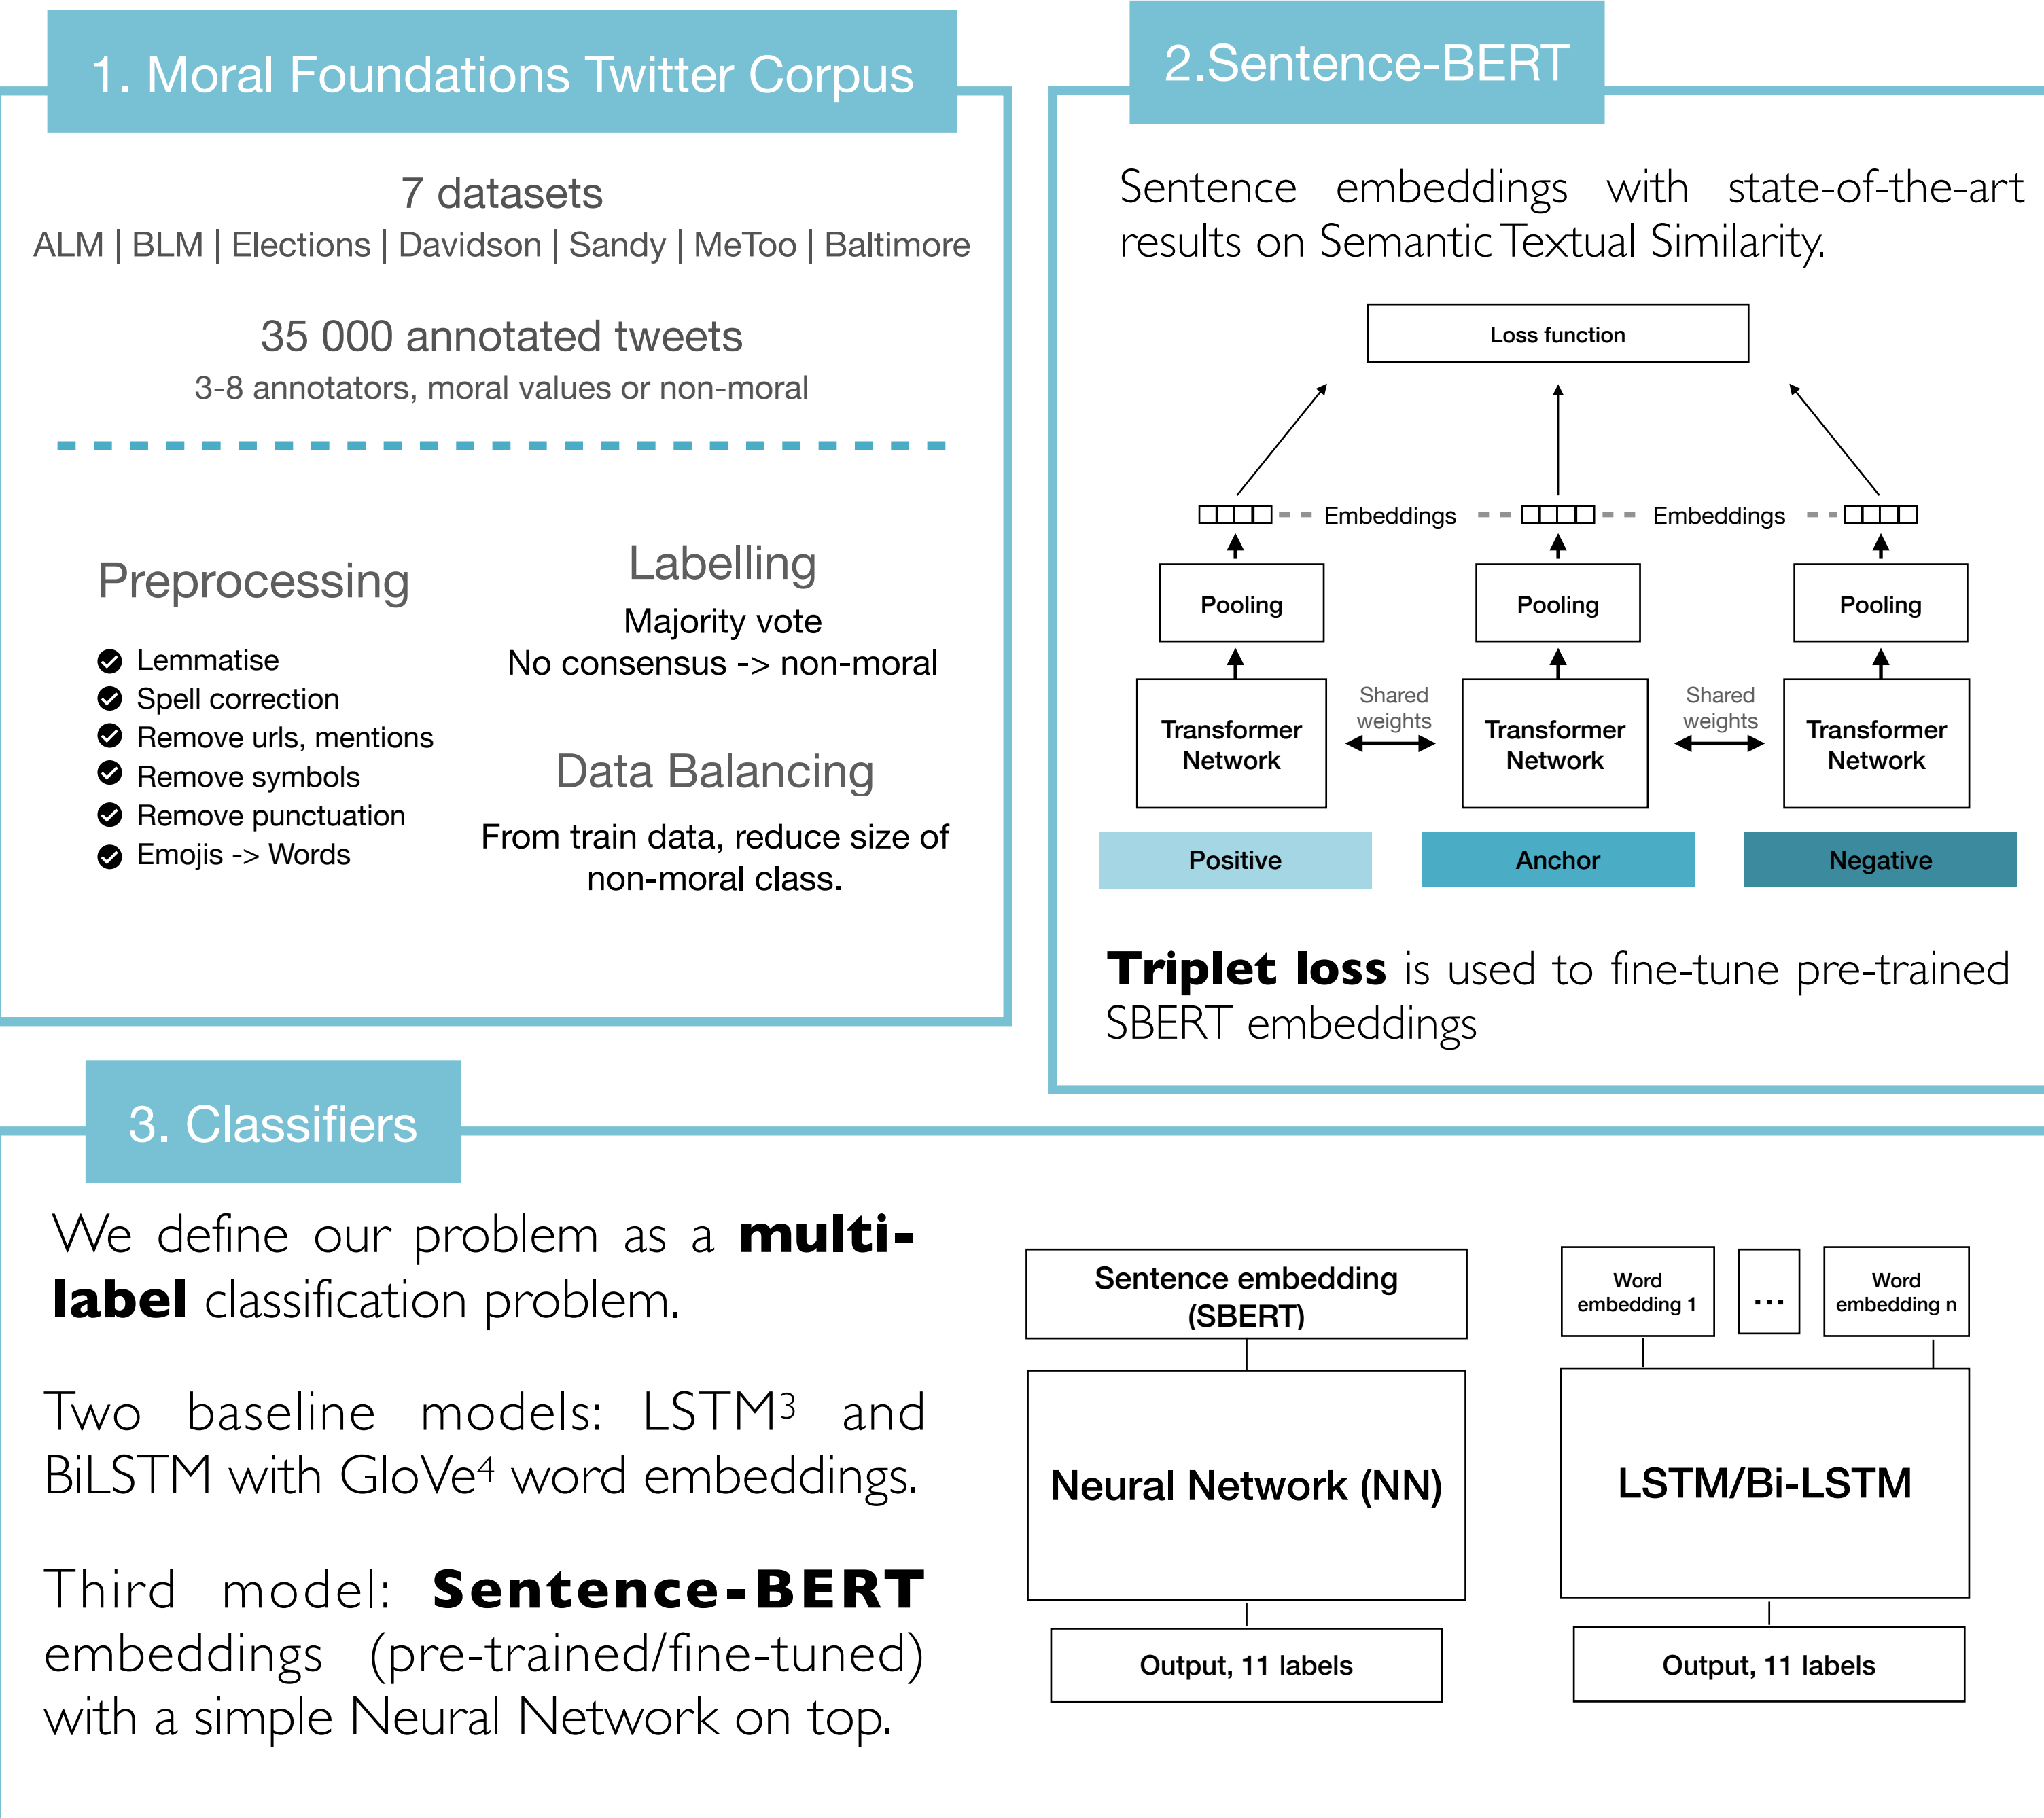 1. Moral Foundations Twitter Corpus
7 datasets
ALM | BLM | Elections | Davidson | Sandy | MeToo | Baltimore
35 000 annotated tweets
3-8 annotators, moral values or non-moral
Preprocessing
Lemmatise
Spell correction
Remove urls, mentions
Remove symbols
Remove punctuation
Emojis -> Words
Labelling
Majority vote
No consensus -> non-moral
Data Balancing
From train data, reduce size of
non-moral class.
2.Sentence-BERT
Sentence embeddings with state-of-the-art
results on Semantic Textual Similarity.
Loss function
Embeddings Embeddings
Pooling Pooling Pooling
Shared Shared
weights weights
Transformer Transformer Transformer
Network Network Network
Positive Anchor Negative
Triplet loss is used to fine-tune pre-trained
SBERT embeddings
3. Classifiers
We define our problem as a multi-
label classification problem.
Two baseline models: LSTM³ and
BiLSTM with GloVe⁴ word embeddings.
Third model: Sentence-BERT
embeddings (pre-trained/fine-tuned)
with a simple Neural Network on top.
Sentence embedding
(SBERT)
Neural Network (NN)
Output, 11 labels
Word
embedding 1
...
Word
embedding n
LSTM/Bi-LSTM
Output, 11 labels